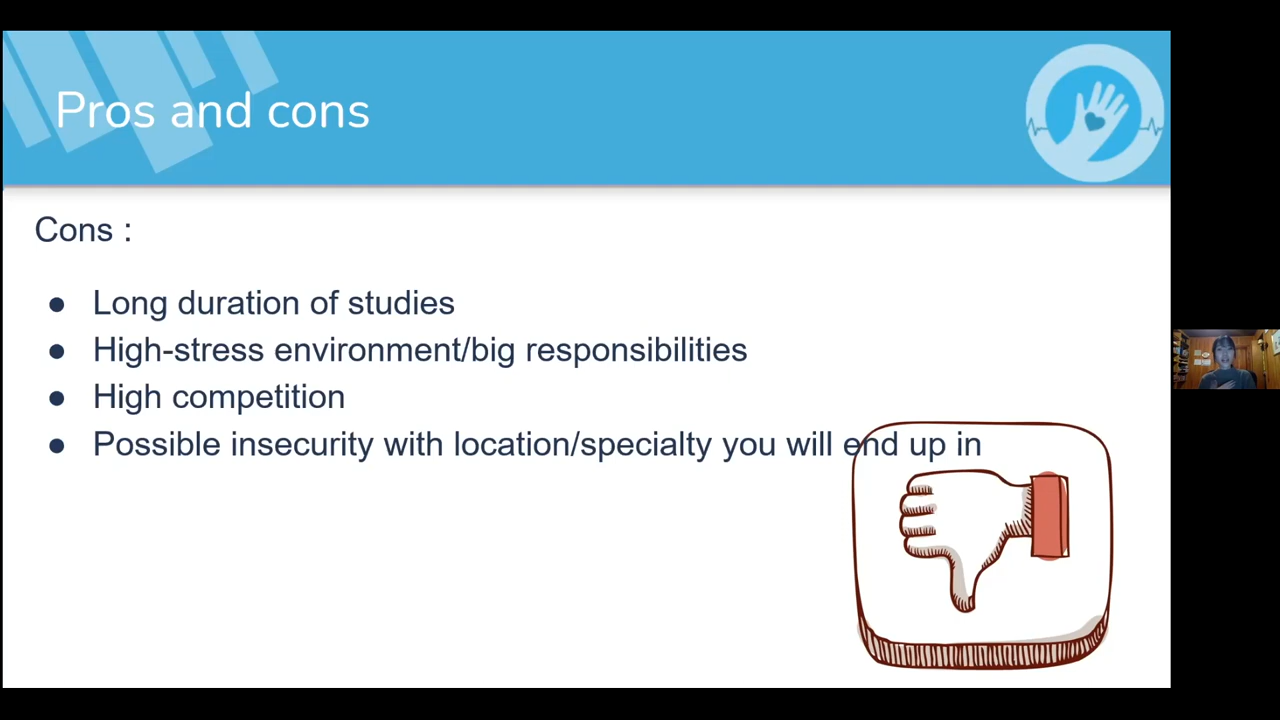 Pros and cons
Cons :
● Long duration of studies
● High-stress environment/big responsibilities
● High competition
● Possible insecurity with location/specialty you will end up in